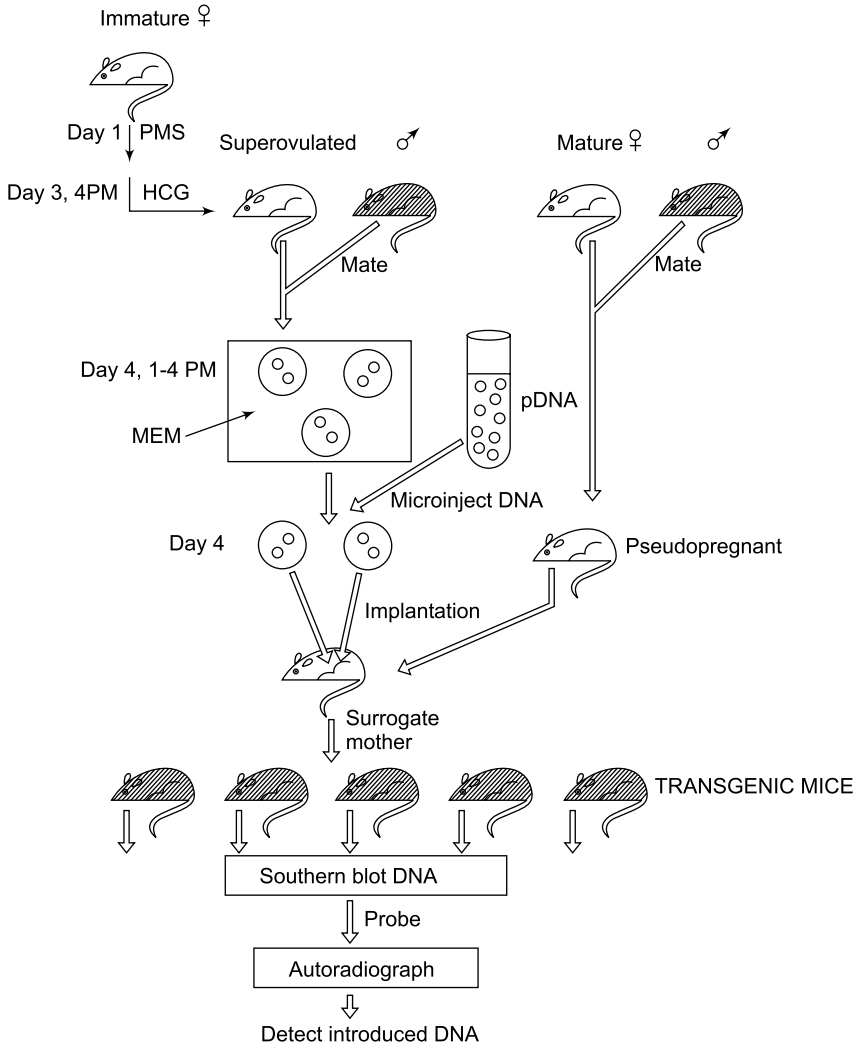 Immature ♀
Day 1 PMS
Superovulated ♂
Mature ♀ ♂
Day 3, 4PM HCG
Mate
Mate
Day 4, 1-4 PM
pDNA
MEM
Microinject DNA
Day 4
Pseudopregnant
Implantation
Surrogate
mother
TRANSGENIC MICE
Southern blot DNA
Probe
Autoradiograph
Detect introduced DNA